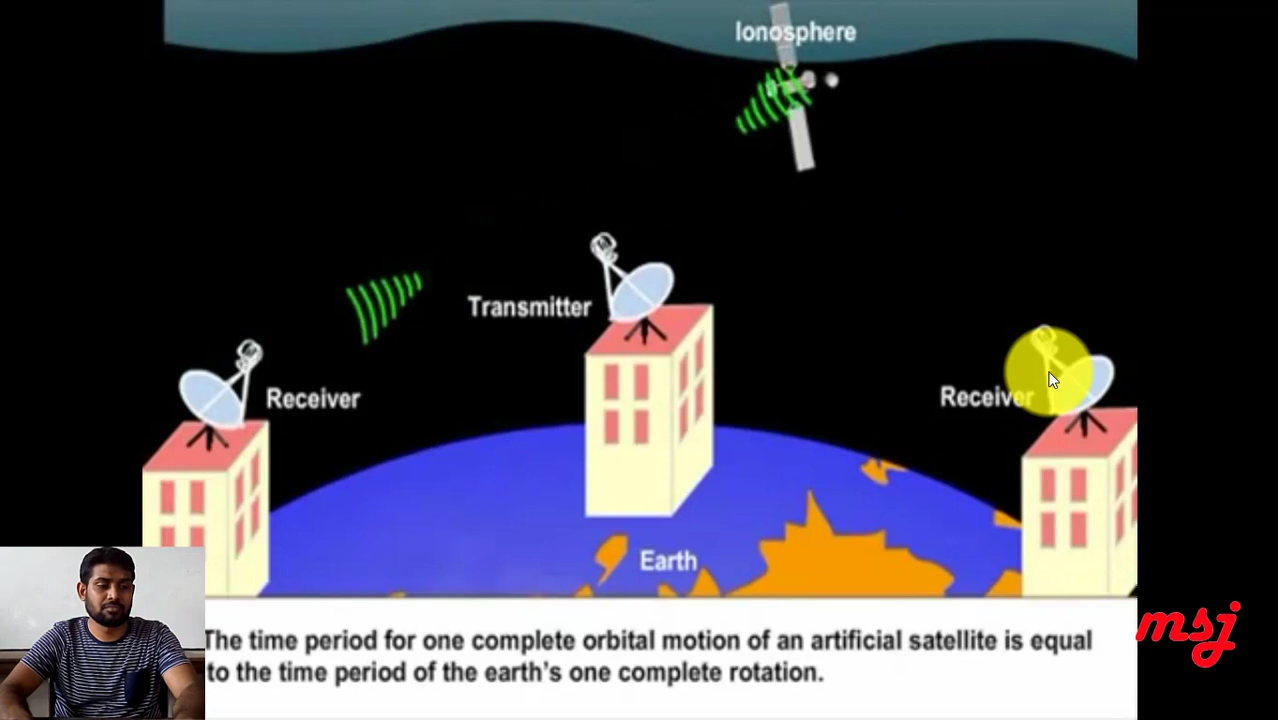 Ionosphere
Transmitter
Receiver
Receiver
Earth
The time period for one complete orbital motion of an artificial satellite is equal
to the time period of the earth's one complete rotation.
msj